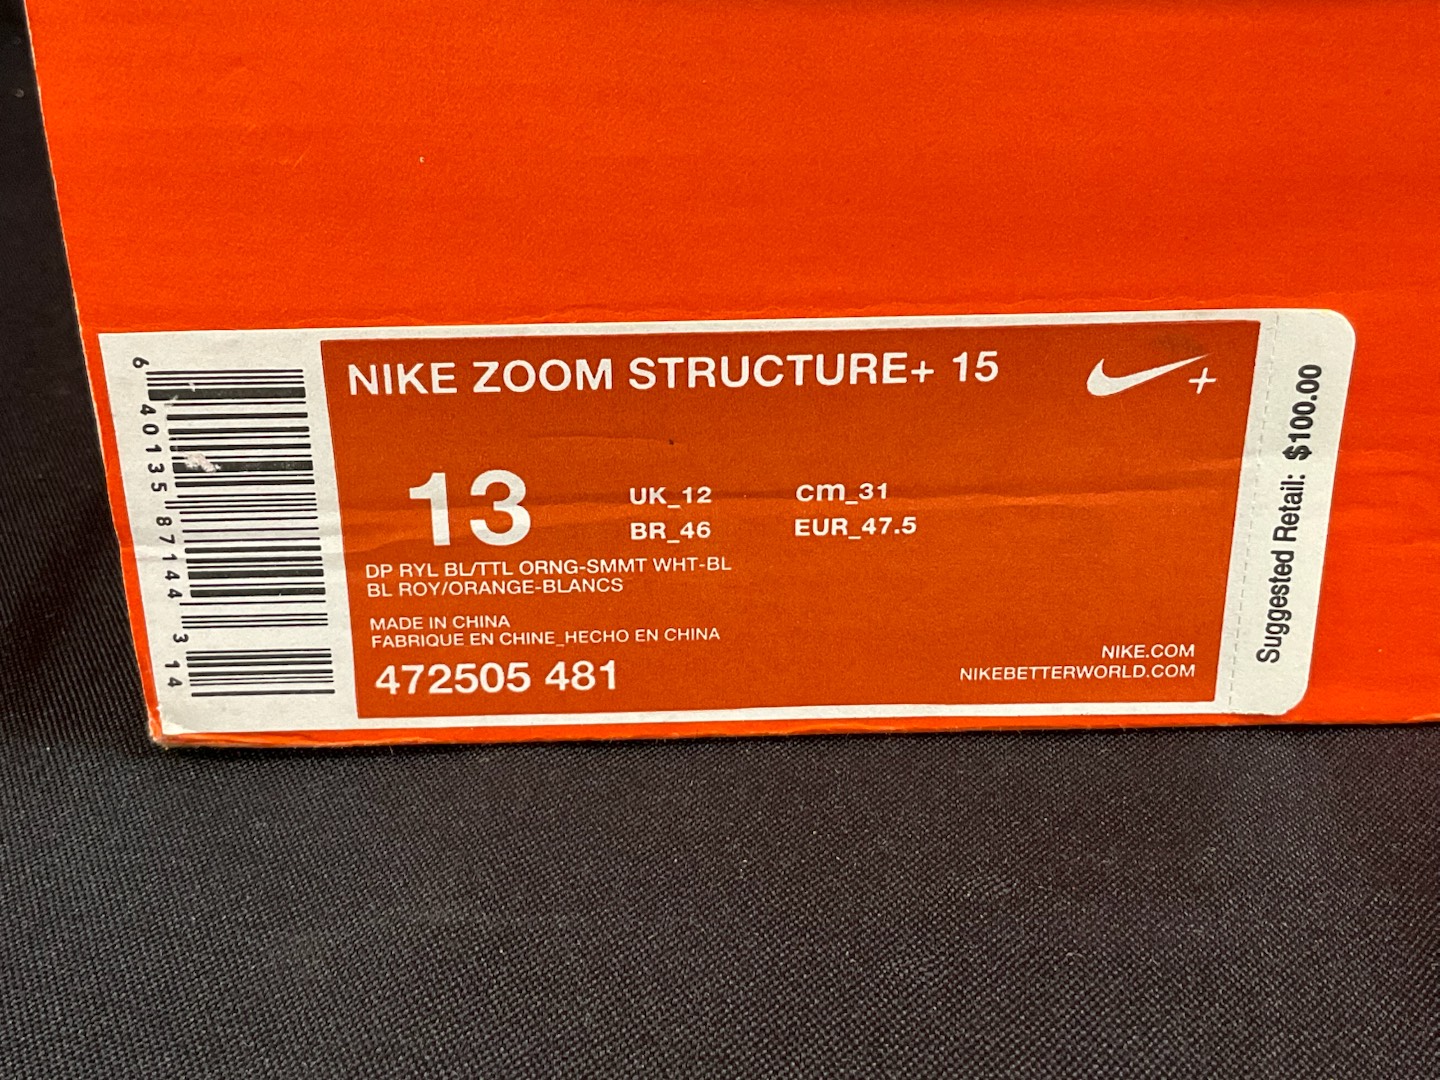 NIKE ZOOM STRUCTURE+ 15
13
UK_12 cm_31
BR_46 EUR_47.5
DP RYL BL/TTL ORNG-SMMT WHT-BL
BL ROY/ORANGE-BLANCS
MADE IN CHINA
FABRIQUE EN CHINE_HECHO EN CHINA
472505 481
NIKE.COM
NIKEBETTERWORLD.COM
6 40135 87144 3 14
Suggested Retail: $100.00